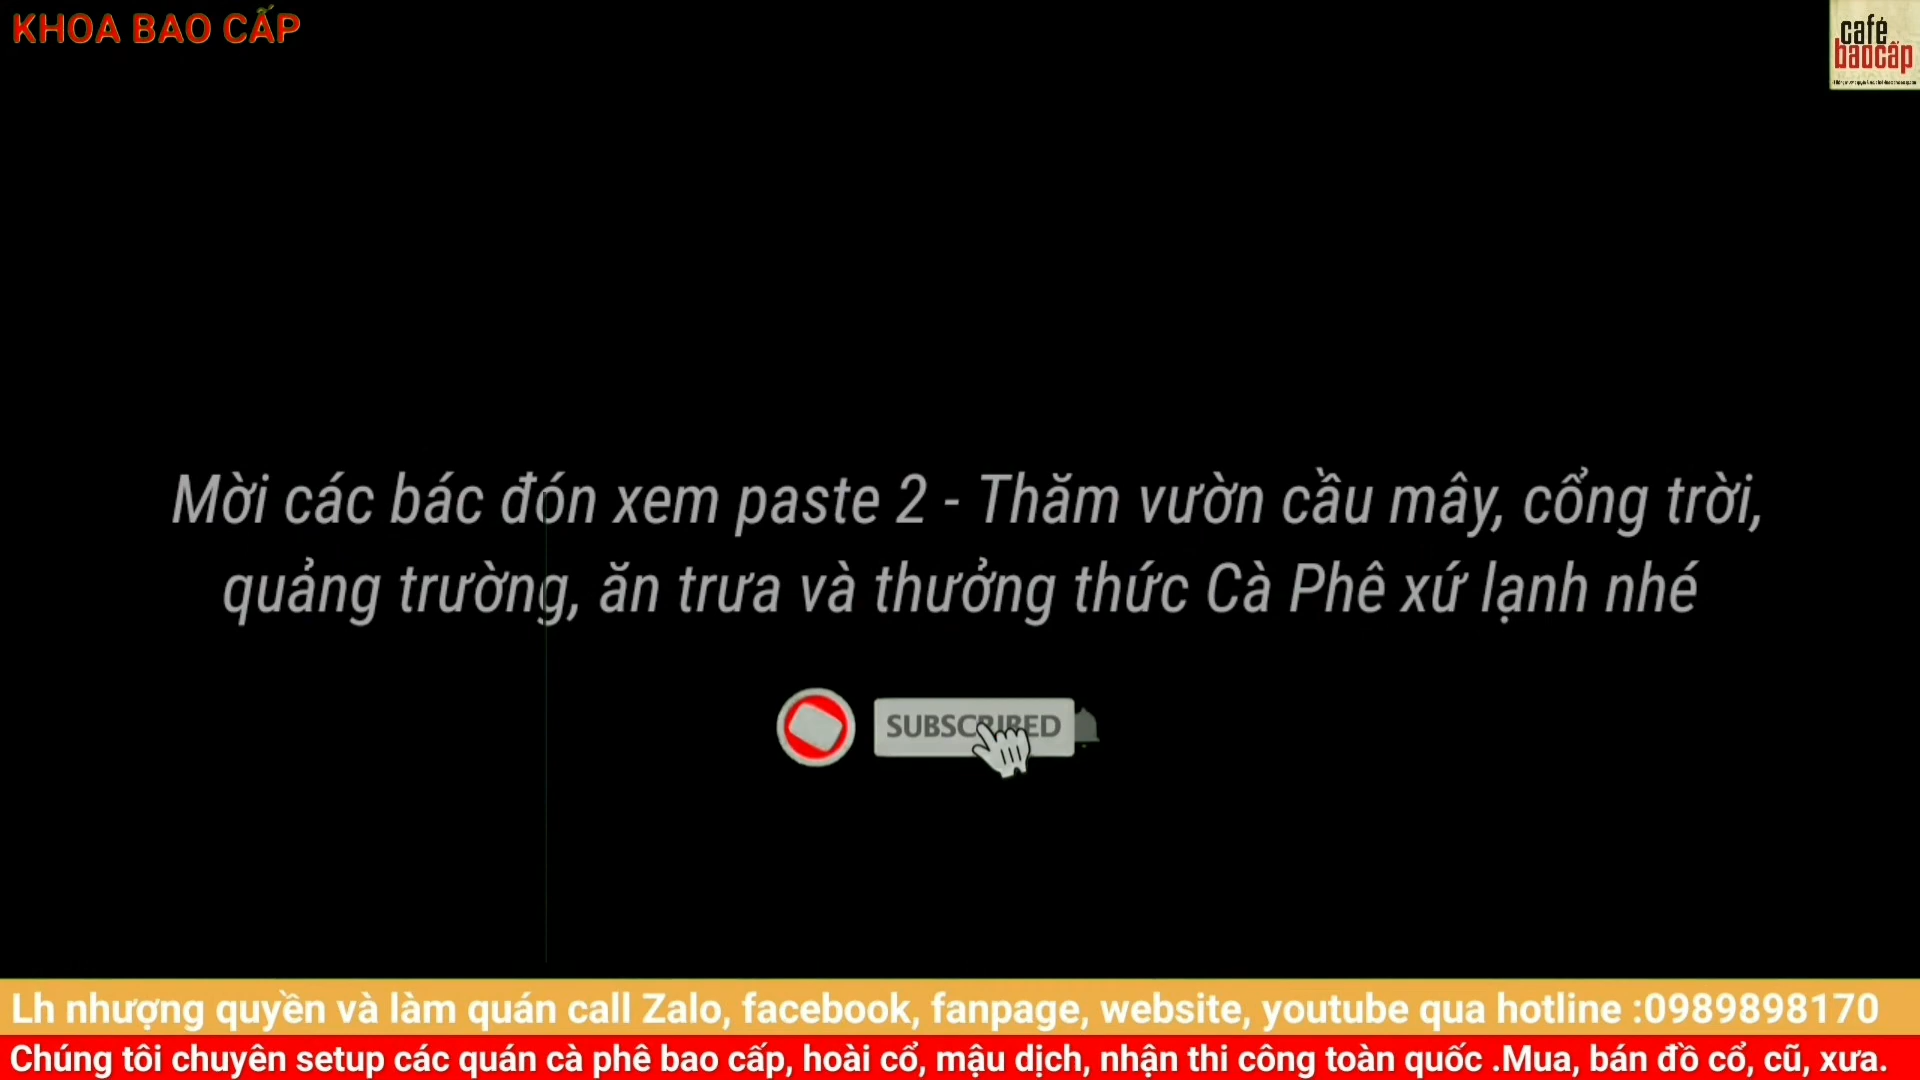 KHOA BAO CẤP
café
baocấp
Mời các bác đón xem paste 2 - Thăm vườn cầu mây, cổng trời,
quảng trường, ăn trưa và thưởng thức Cà Phê xứ lạnh nhé
SUBSCRIBED
Lh nhượng quyền và làm quán call Zalo, facebook, fanpage, website, youtube qua hotline :0989898170
Chúng tôi chuyên setup các quán cà phê bao cấp, hoài cổ, mậu dịch, nhận thi công toàn quốc .Mua, bán đồ cổ, cũ, xưa.